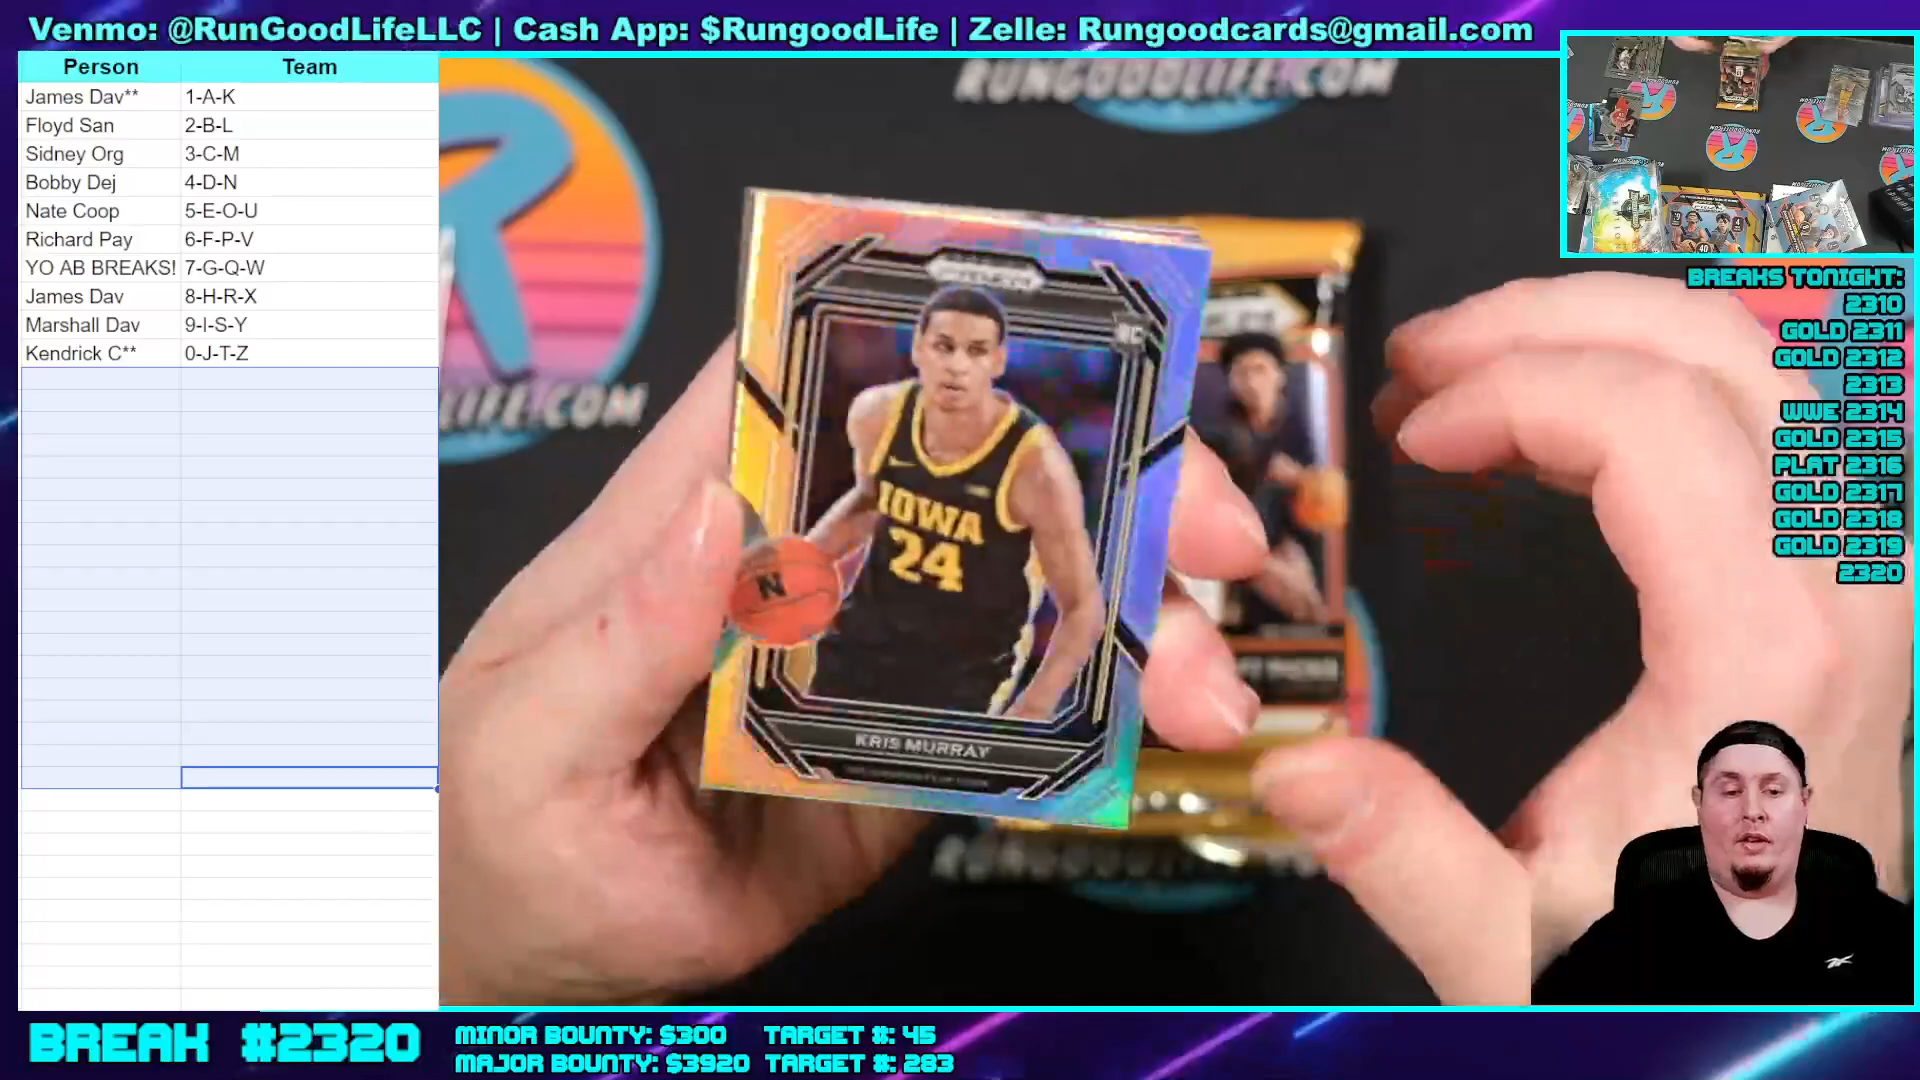 Venmo: @RunGoodLifeLLC | Cash App: $RungoodLife | Zelle: Rungoodcards@gmail.com
Person Team
James Dav** 1-A-K
Floyd San 2-B-L
Sidney Org 3-C-M
Bobby Dej 4-D-N
Nate Coop 5-E-O-U
Richard Pay 6-F-P-V
YO AB BREAKS! 7-G-Q-W
James Dav 8-H-R-X
Marshall Dav 9-I-S-Y
Kendrick C** 0-J-T-Z
RUNGOODLIFE.COM
LIFE.COM
R
PRIZM
RC
IOWA
24
N
KRIS MURRAY
BREAKS TONIGHT:
2310
GOLD 2311
GOLD 2312
2313
WWE 2314
GOLD 2315
PLAT 2316
GOLD 2317
GOLD 2318
GOLD 2319
2320
BREAK #2320
MINOR BOUNTY: $300 TARGET #: 45
MAJOR BOUNTY: $3920 TARGET #: 283